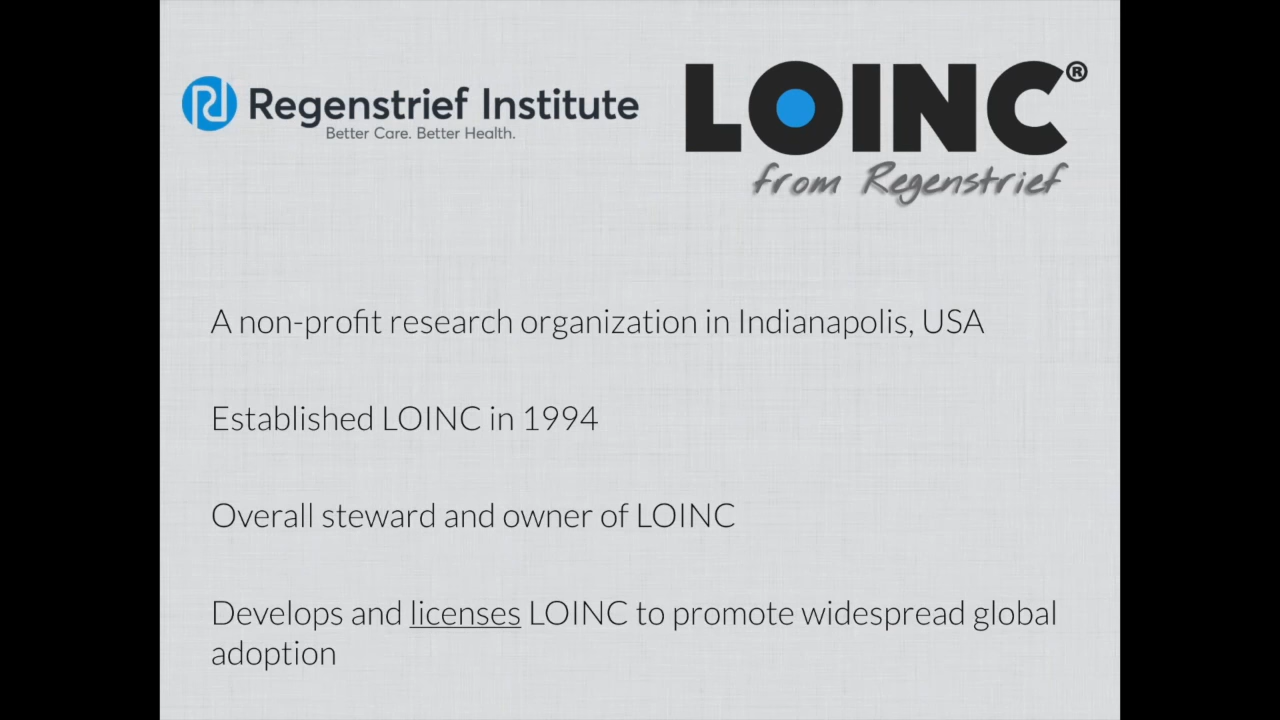 Regenstrief Institute
Better Care. Better Health.
LOINC®
from Regenstrief
A non-profit research organization in Indianapolis, USA
Established LOINC in 1994
Overall steward and owner of LOINC
Develops and licenses LOINC to promote widespread global
adoption